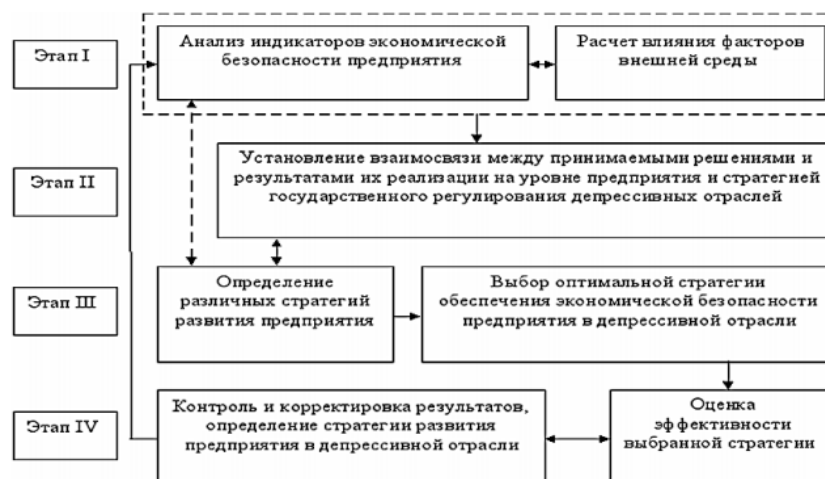 Этап I
Анализ индикаторов экономической
безопасности предприятия
Расчет влияния факторов
внешней среды
Этап II
Установление взаимосвязи между принимаемыми решениями и
результатами их реализации на уровне предприятия и стратегией
государственного регулирования депрессивных отраслей
Этап III
Определение
различных стратегий
развития предприятия
Выбор оптимальной стратегии
обеспечения экономической безопасности
предприятия в депрессивной отрасли
Этап IV
Контроль и корректировка результатов,
определение стратегии развития
предприятия в депрессивной отрасли
Оценка
эффективности
выбранной стратегии